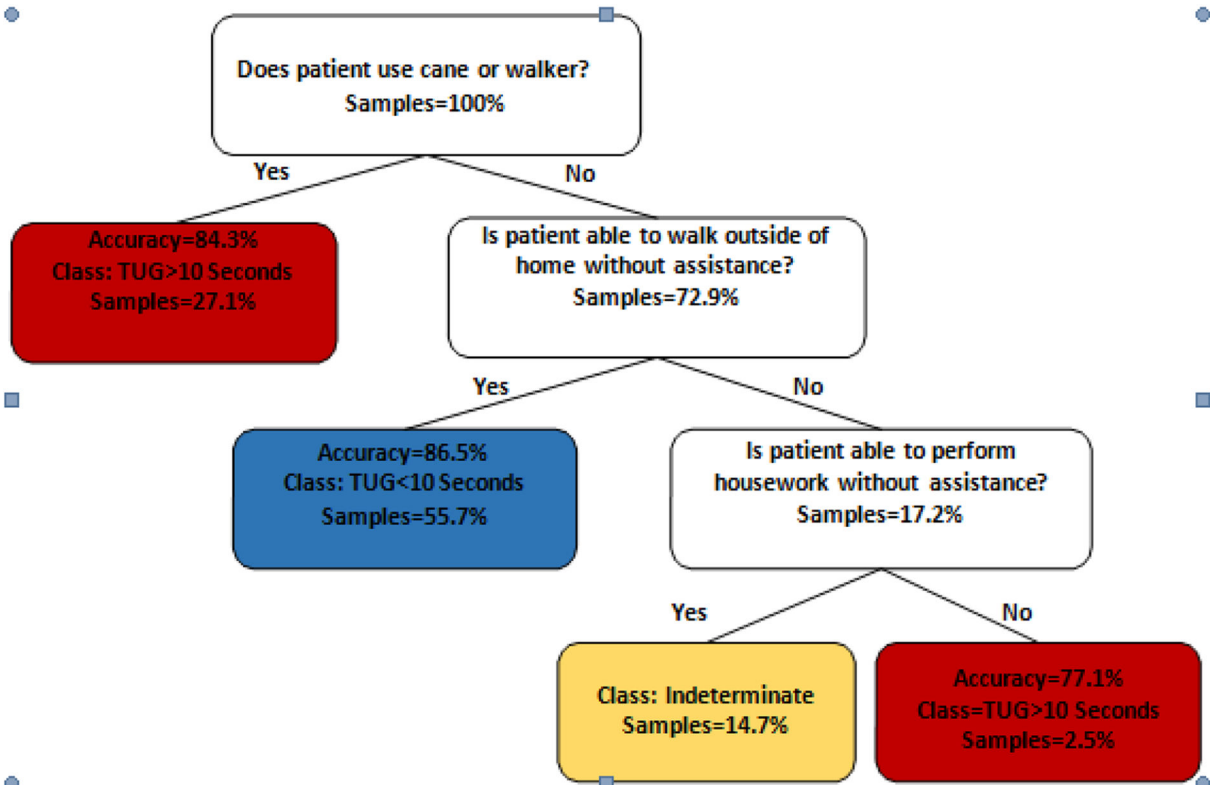 Does patient use cane or walker?
Samples=100%
Yes
No
Accuracy=84.3%
Class: TUG>10 Seconds
Samples=27.1%
Is patient able to walk outside of
home without assistance?
Samples=72.9%
Yes
No
Accuracy=86.5%
Class: TUG<10 Seconds
Samples=55.7%
Is patient able to perform
housework without assistance?
Samples=17.2%
Yes
No
Class: Indeterminate
Samples=14.7%
Accuracy=77.1%
Class=TUG>10 Seconds
Samples=2.5%